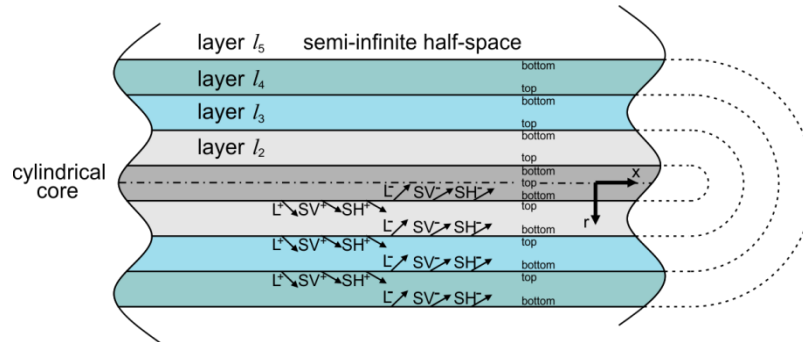 layer l₅ semi-infinite half-space
bottom
layer l₄
top
bottom
layer l₃
top
bottom
layer l₂
top
cylindrical
core
bottom
top
bottom
x
r
L⁻ SV⁻ SH⁻
L⁺ SV⁺ SH⁺
top
L⁻ SV⁻ SH⁻
bottom
L⁺ SV⁺ SH⁺
top
L⁻ SV⁻ SH⁻
bottom
top
L⁻ SV⁻ SH⁻
bottom